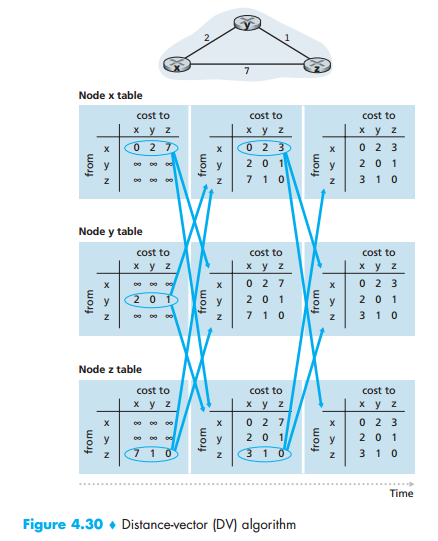 y
2 1
x z
7
Node x table
cost to cost to cost to
x y z x y z x y z
x 0 2 7 x 0 2 3 x 0 2 3
from y ∞ ∞ ∞ from y 2 0 1 from y 2 0 1
z ∞ ∞ ∞ z 7 1 0 z 3 1 0
Node y table
cost to cost to cost to
x y z x y z x y z
x ∞ ∞ ∞ x 0 2 7 x 0 2 3
from y 2 0 1 from y 2 0 1 from y 2 0 1
z ∞ ∞ ∞ z 7 1 0 z 3 1 0
Node z table
cost to cost to cost to
x y z x y z x y z
x ∞ ∞ ∞ x 0 2 7 x 0 2 3
from y ∞ ∞ ∞ from y 2 0 1 from y 2 0 1
z 7 1 0 z 3 1 0 z 3 1 0
Time
Figure 4.30 ♦ Distance-vector (DV) algorithm